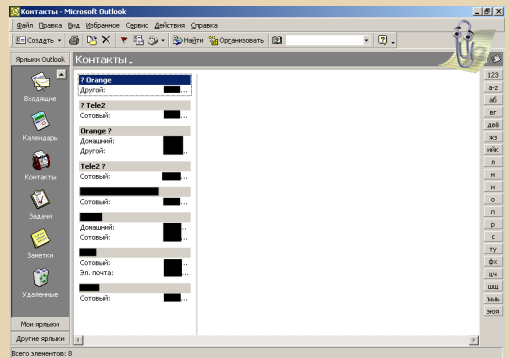 Контакты - Microsoft Outlook
Файл Правка Вид Избранное Сервис Действия Справка
Создать Найти Организовать
Ярлыки Outlook
Контакты.
Входящие
Календарь
Контакты
Задачи
Заметки
Удаленные
Мои ярлыки
Другие ярлыки
? Orange
Другой: ...
? Tele2
Сотовый: ...
Orange ?
Домашний: ..
Другой: ...
Tele2 ?
Сотовый: ...
Сотовый: ...
Домашний: ..
Сотовый: ...
Сотовый: ..
Эл. почта: ...
Сотовый: ...
123
a-z
аб
вг
деё
жз
ийк
л
м
н
о
п
р
с
ту
фх
цч
шщ
ъыь
эюя
Всего элементов: 8